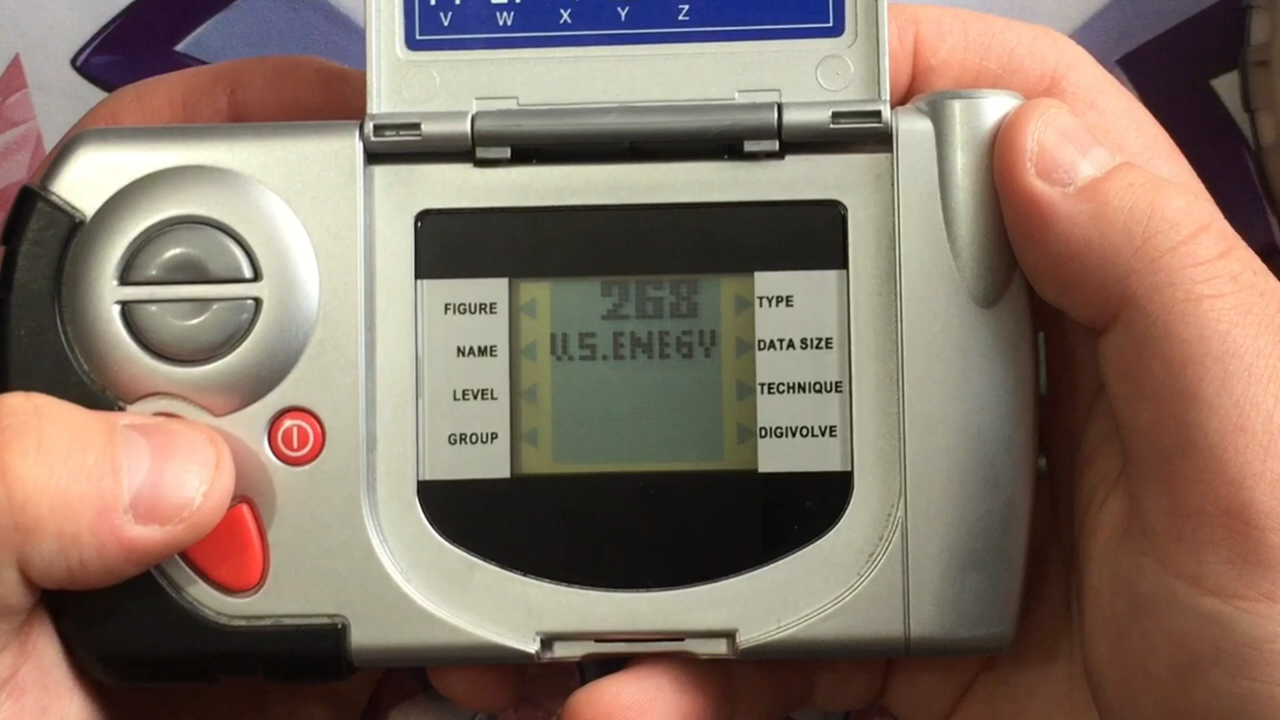 V W X Y Z
FIGURE
NAME
LEVEL
GROUP
268
V.S.ENEGY
TYPE
DATA SIZE
TECHNIQUE
DIGIVOLVE